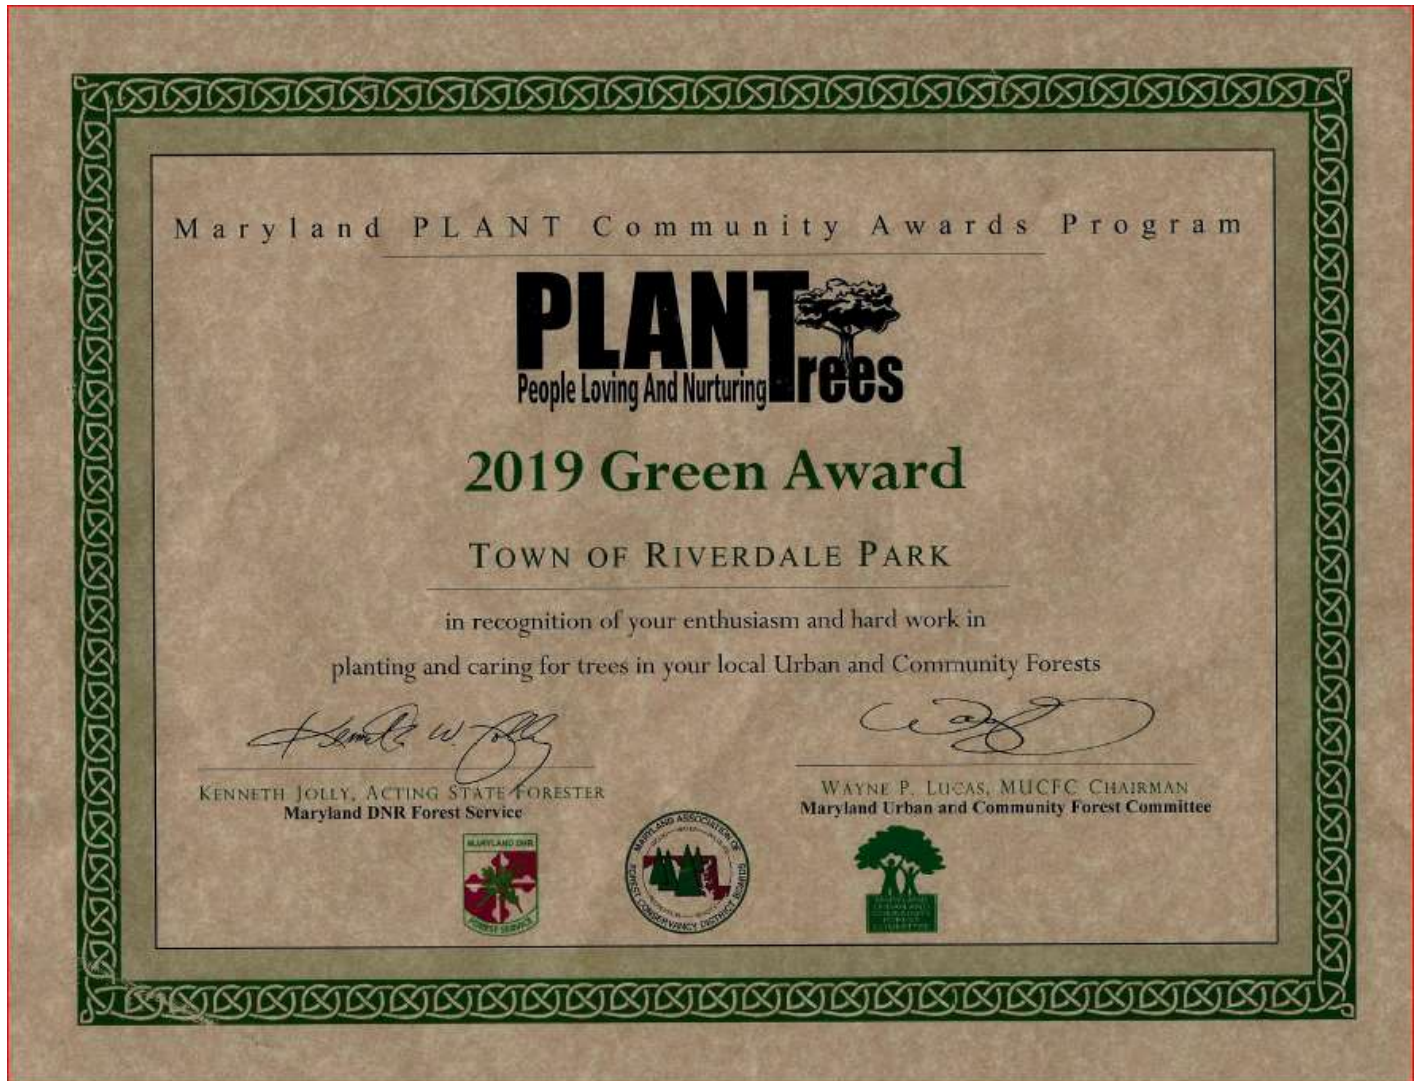 Maryland PLANT Community Awards Program
PLANT
People Loving And Nurturing Trees
2019 Green Award
TOWN OF RIVERDALE PARK
in recognition of your enthusiasm and hard work in
planting and caring for trees in your local Urban and Community Forests
Kenneth W. Jolly
KENNETH JOLLY, ACTING STATE FORESTER
Maryland DNR Forest Service
WAYNE P. LUCAS, MUCFC CHAIRMAN
Maryland Urban and Community Forest Committee
MARYLAND DNR
FOREST SERVICE
MARYLAND ASSOCIATION OF
FOREST CONSERVANCY DISTRICT BOARDS